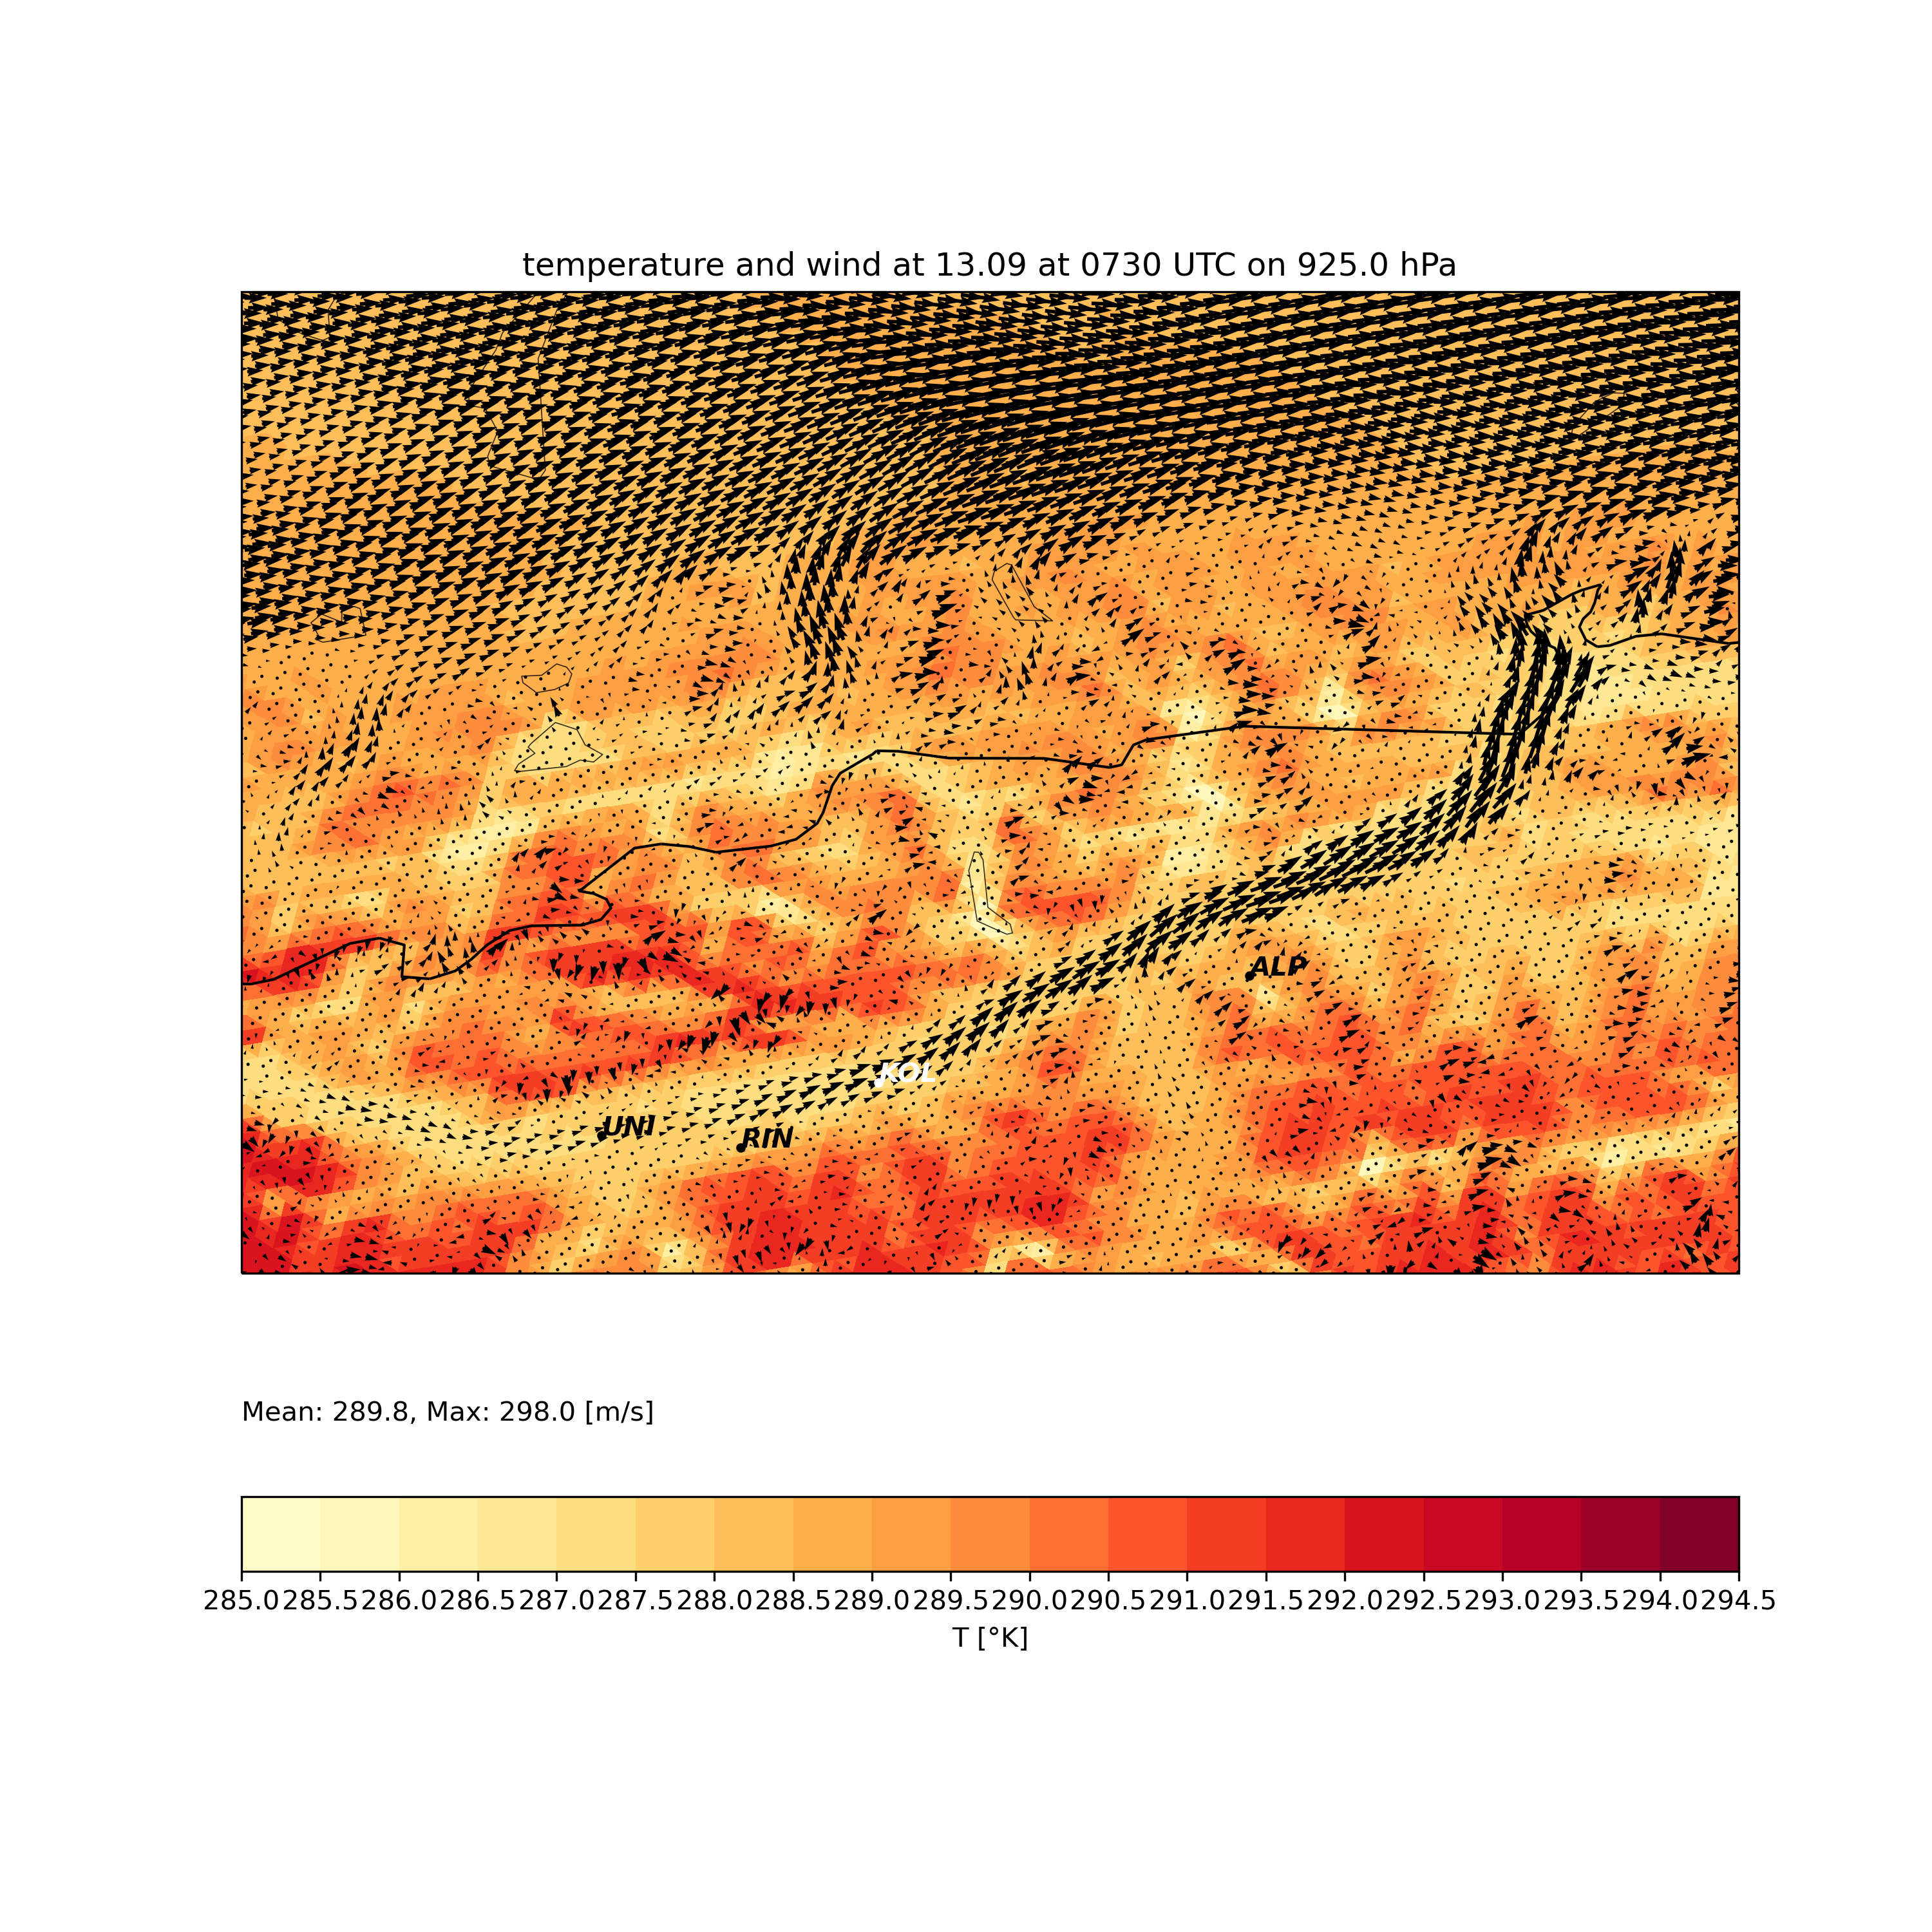 temperature and wind at 13.09 at 0730 UTC on 925.0 hPa
ALP
KOL
UNI
RIN
Mean: 289.8, Max: 298.0 [m/s]
285.0 285.5 286.0 286.5 287.0 287.5 288.0 288.5 289.0 289.5 290.0 290.5 291.0 291.5 292.0 292.5 293.0 293.5 294.0 294.5
T [°K]